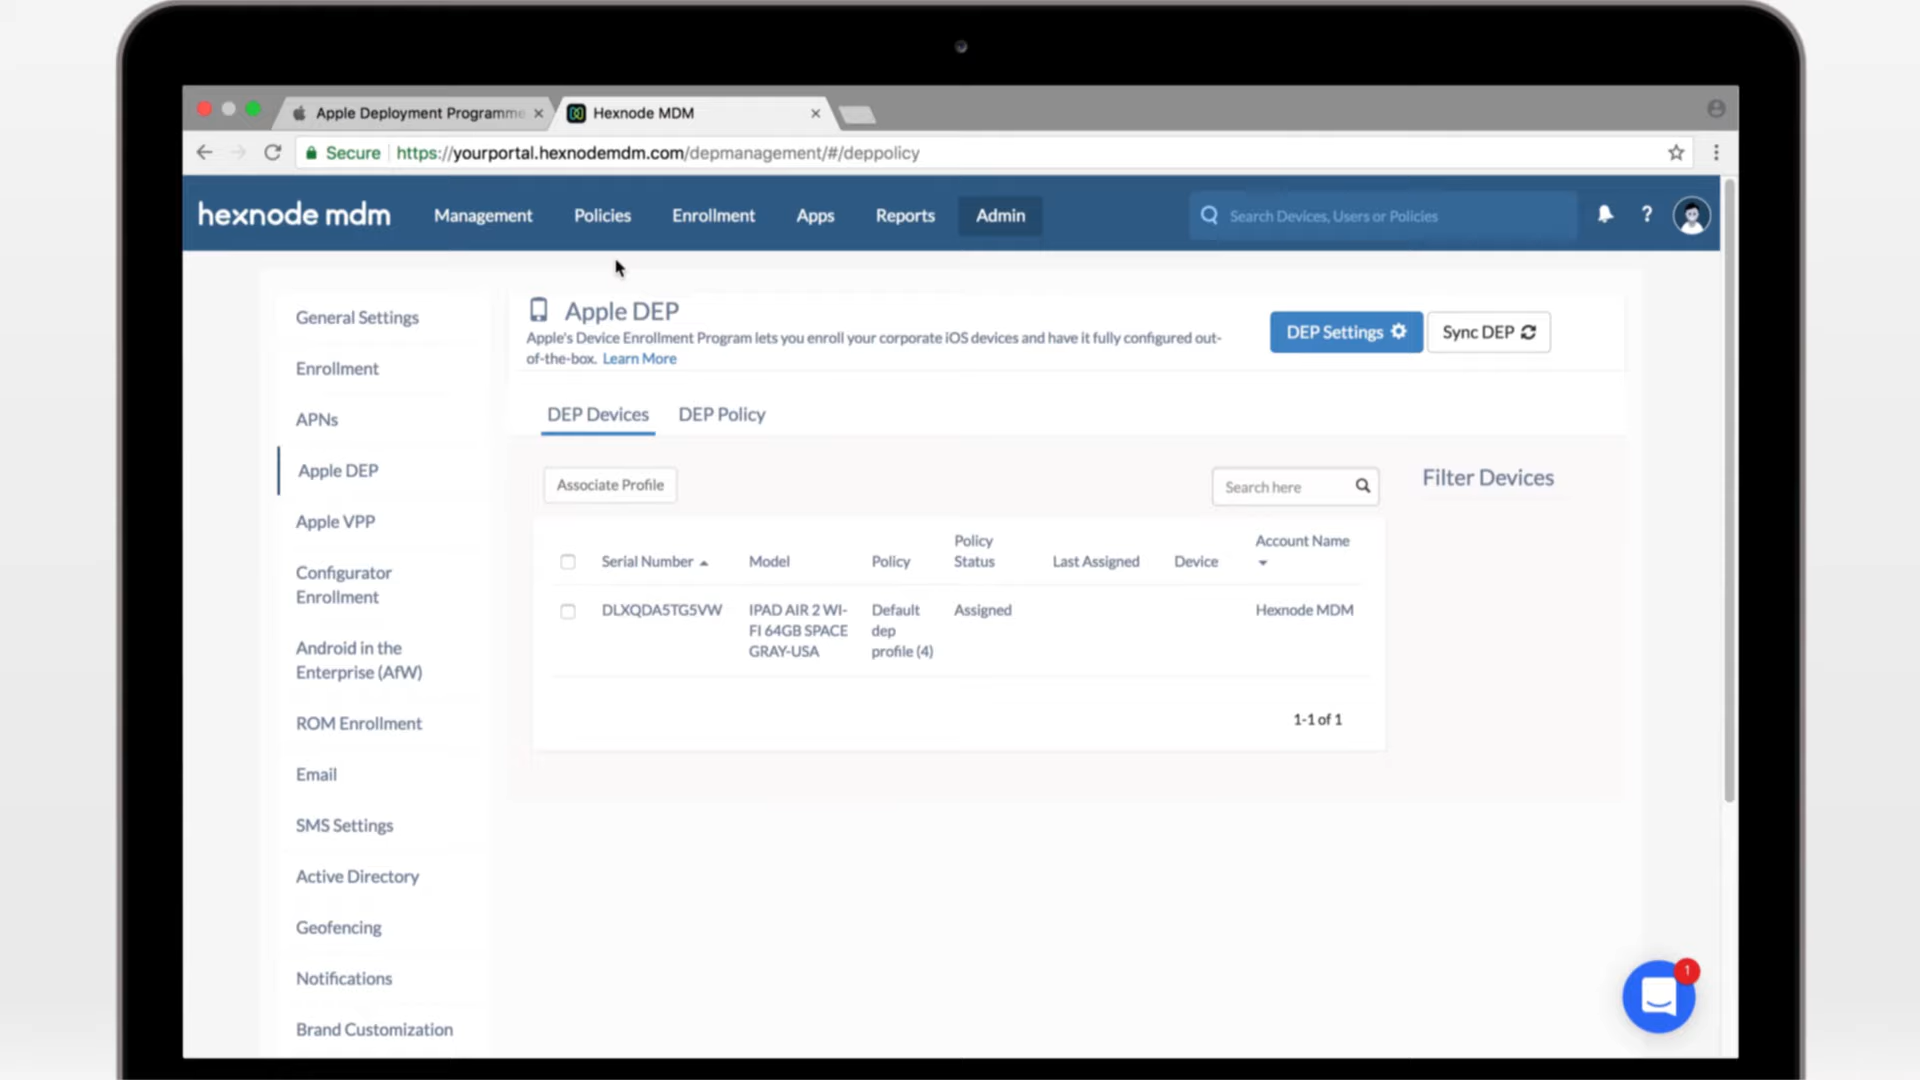 Apple Deployment Programme
Hexnode MDM
Secure
https://yourportal.hexnodemdm.com/depmanagement/#/deppolicy
hexnode mdm
Management
Policies
Enrollment
Apps
Reports
Admin
Search Devices, Users or Policies
?
General Settings
Enrollment
APNs
Apple DEP
Apple VPP
Configurator
Enrollment
Android in the
Enterprise (AfW)
ROM Enrollment
Email
SMS Settings
Active Directory
Geofencing
Notifications
Brand Customization
Apple DEP
Apple's Device Enrollment Program lets you enroll your corporate iOS devices and have it fully configured out-
of-the-box. Learn More
DEP Settings
Sync DEP
DEP Devices
DEP Policy
Associate Profile
Search here
Filter Devices
Serial Number
Model
Policy
Policy
Status
Last Assigned
Device
Account Name
DLXQDA5TG5VW
IPAD AIR 2 WI-
FI 64GB SPACE
GRAY-USA
Default
dep
profile (4)
Assigned
Hexnode MDM
1-1 of 1
1